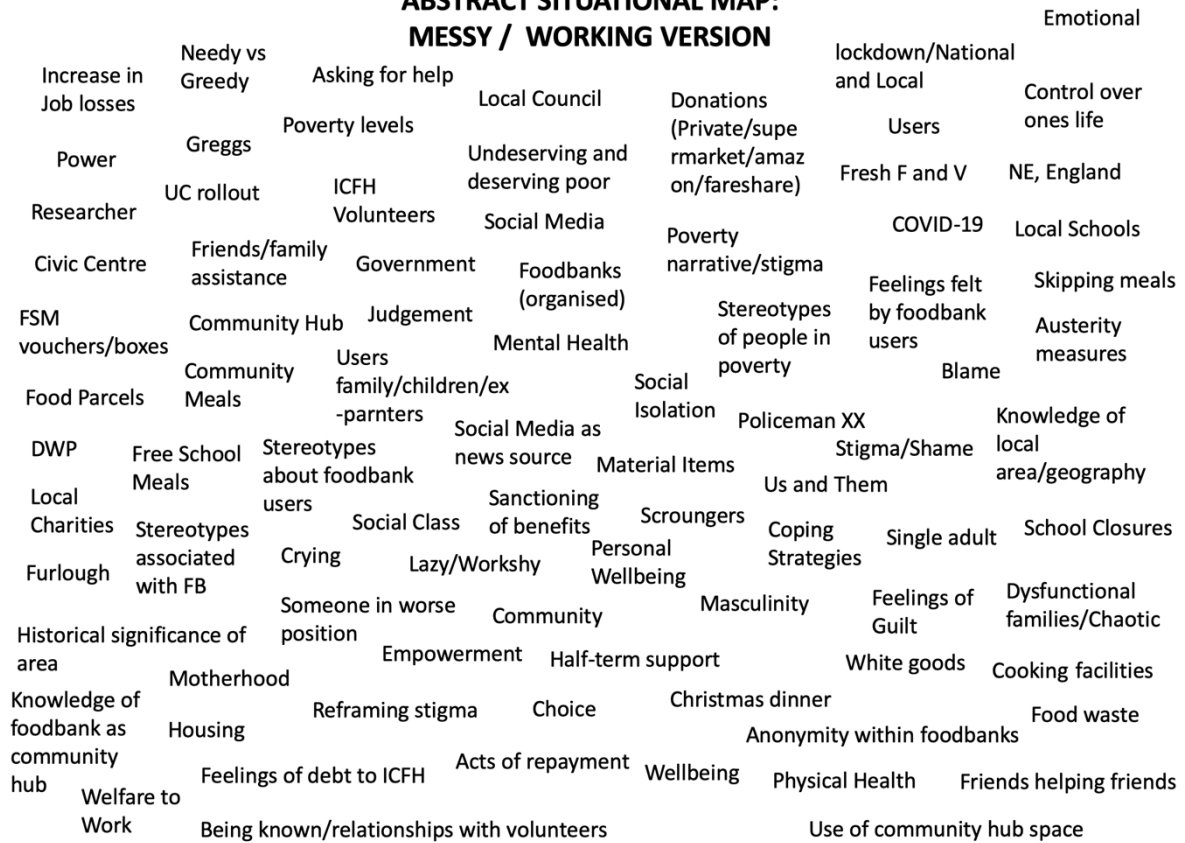 ABSTRACT SITUATIONAL MAP:
MESSY / WORKING VERSION
Emotional
Needy vs
Greedy
lockdown/National
and Local
Increase in
Job losses
Asking for help
Local Council
Donations
(Private/supe
rmarket/amaz
on/fareshare)
Control over
ones life
Poverty levels
Users
Greggs
Power
Undeserving and
deserving poor
Fresh F and V
NE, England
UC rollout
ICFH
Volunteers
Researcher
Social Media
COVID-19
Local Schools
Civic Centre
Friends/family
assistance
Government
Foodbanks
(organised)
Poverty
narrative/stigma
Feelings felt
by foodbank
users
Skipping meals
FSM
vouchers/boxes
Community Hub
Judgement
Stereotypes
of people in
poverty
Austerity
measures
Mental Health
Community
Meals
Users
family/children/ex
-parnters
Blame
Food Parcels
Social
Isolation
Policeman XX
Knowledge of
local
area/geography
DWP
Free School
Meals
Stereotypes
about foodbank
users
Social Media as
news source
Material Items
Stigma/Shame
Us and Them
Local
Charities
Stereotypes
associated
with FB
Social Class
Sanctioning
of benefits
Scroungers
Coping
Strategies
Single adult
School Closures
Furlough
Crying
Lazy/Workshy
Personal
Wellbeing
Masculinity
Feelings of
Guilt
Dysfunctional
families/Chaotic
Someone in worse
position
Community
Historical significance of
area
Empowerment
Half-term support
White goods
Cooking facilities
Motherhood
Knowledge of
foodbank as
community
hub
Housing
Reframing stigma
Choice
Christmas dinner
Food waste
Anonymity within foodbanks
Feelings of debt to ICFH
Acts of repayment
Wellbeing
Physical Health
Friends helping friends
Welfare to
Work
Being known/relationships with volunteers
Use of community hub space